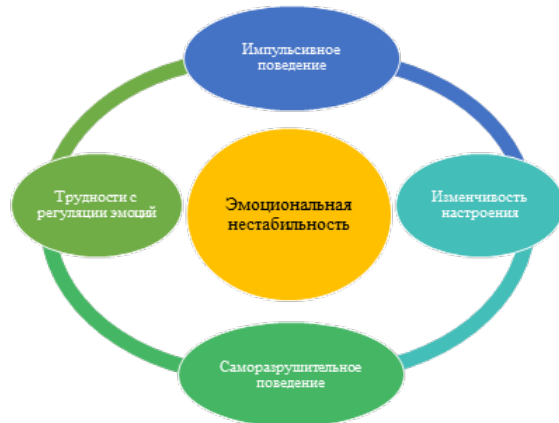 Импульсивное
поведение
Трудности с
регуляции эмоций
Эмоциональная
нестабильность
Изменчивость
настроения
Саморазрушительное
поведение